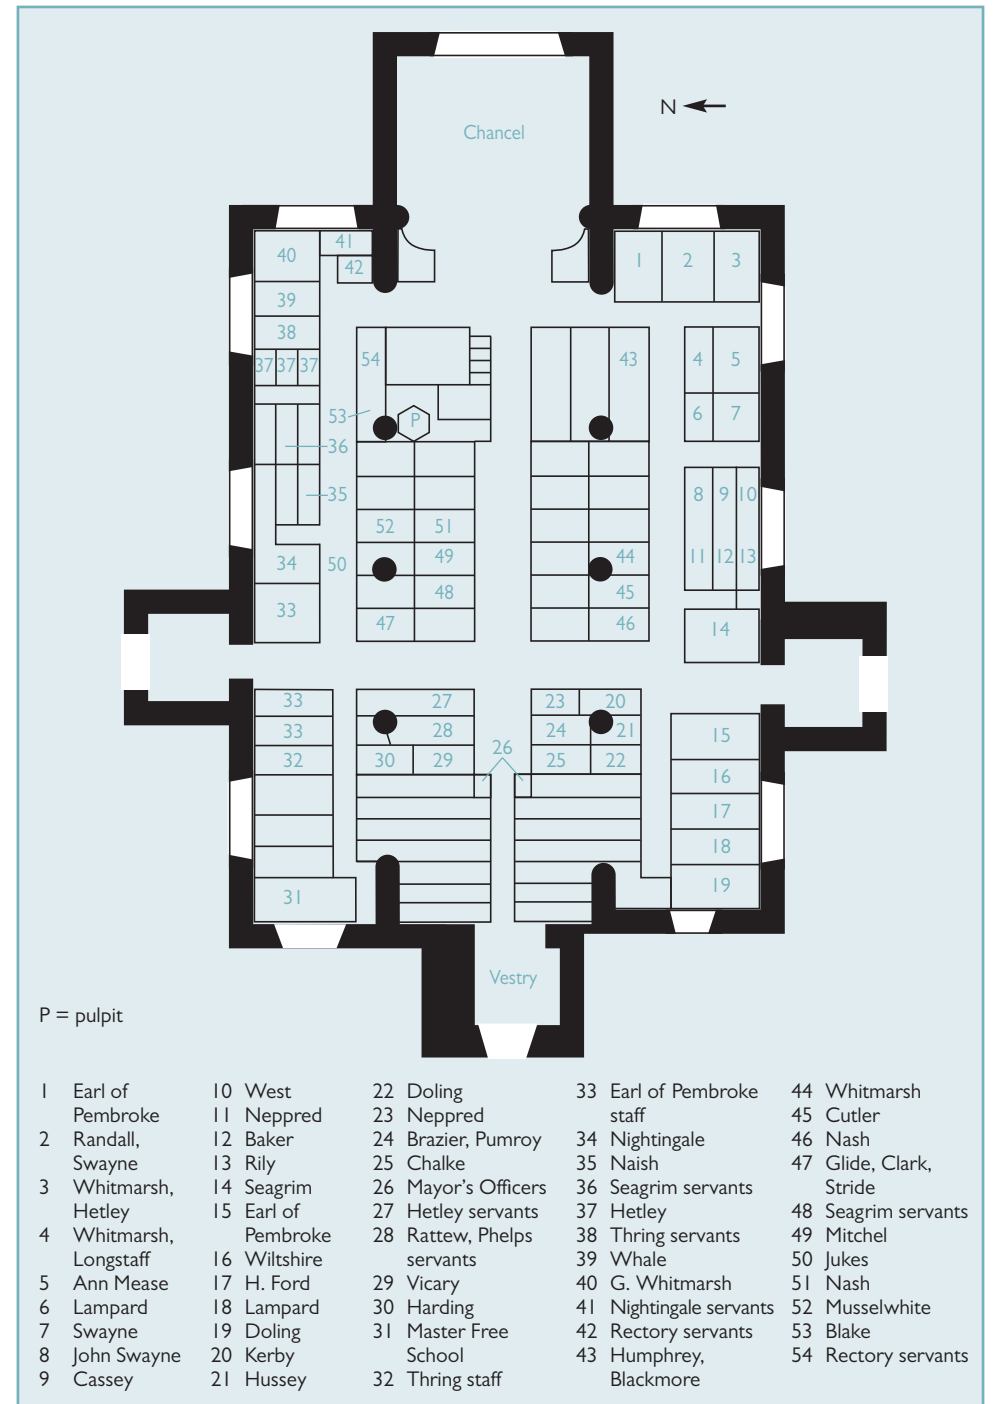 N
Chancel
40 41 1 2 3
42
39
38
37 37 37 54 43 4 5
53 P 6 7
36
35 8 9 10
52 51
34 50 49 44 11 12 13
48 45
33 47 46 14
33 27 23 20
33 28 24 21 15
32 30 29 26 25 22 16
17
18
31 19
Vestry
P = pulpit
1 Earl of
Pembroke
2 Randall,
Swayne
3 Whitmarsh,
Hetley
4 Whitmarsh,
Longstaff
5 Ann Mease
6 Lampard
7 Swayne
8 John Swayne
9 Cassey
10 West
11 Neppred
12 Baker
13 Rily
14 Seagrim
15 Earl of
Pembroke
16 Wiltshire
17 H. Ford
18 Lampard
19 Doling
20 Kerby
21 Hussey
22 Doling
23 Neppred
24 Brazier, Pumroy
25 Chalke
26 Mayor's Officers
27 Hetley servants
28 Rattew, Phelps
servants
29 Vicary
30 Harding
31 Master Free
School
32 Thring staff
33 Earl of Pembroke
staff
34 Nightingale
35 Naish
36 Seagrim servants
37 Hetley
38 Thring servants
39 Whale
40 G. Whitmarsh
41 Nightingale servants
42 Rectory servants
43 Humphrey,
Blackmore
44 Whitmarsh
45 Cutler
46 Nash
47 Glide, Clark,
Stride
48 Seagrim servants
49 Mitchel
50 Jukes
51 Nash
52 Musselwhite
53 Blake
54 Rectory servants